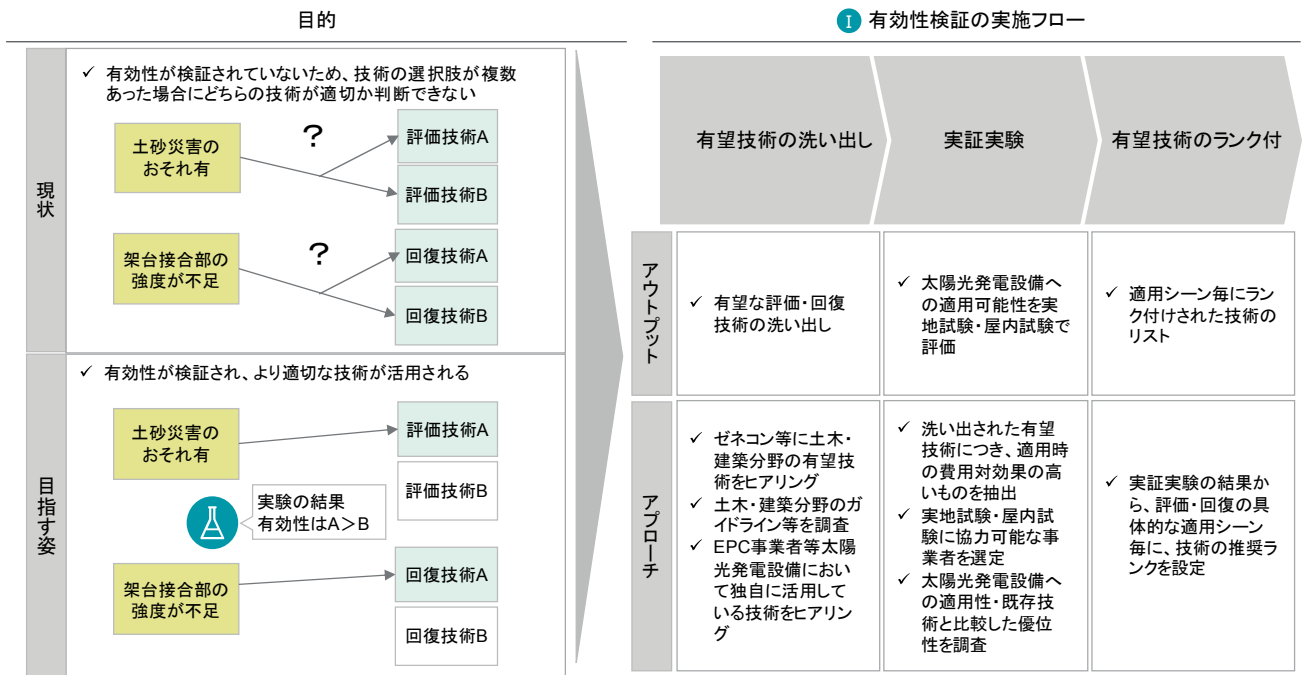 目的
現状
✓ 有効性が検証されていないため、技術の選択肢が複数
あった場合にどちらの技術が適切か判断できない
土砂災害の
おそれ有
?
評価技術A
評価技術B
架台接合部の
強度が不足
?
回復技術A
回復技術B
目指す姿
✓ 有効性が検証され、より適切な技術が活用される
土砂災害の
おそれ有
評価技術A
評価技術B
実験の結果
有効性はA>B
架台接合部の
強度が不足
回復技術A
回復技術B
I 有効性検証の実施フロー
有望技術の洗い出し
実証実験
有望技術のランク付
アウトプット
✓ 有望な評価・回復
技術の洗い出し
✓ 太陽光発電設備へ
の適用可能性を実
地試験・屋内試験で
評価
✓ 適用シーン毎にラン
ク付けされた技術の
リスト
アプローチ
✓ ゼネコン等に土木・
建築分野の有望技
術をヒアリング
✓ 土木・建築分野のガ
イドライン等を調査
✓ EPC事業者等太陽
光発電設備におい
て独自に活用して
いる技術をヒアリン
グ
✓ 洗い出された有望
技術につき、適用時
の費用対効果の高
いものを抽出
✓ 実地試験・屋内試
験に協力可能な事
業者を選定
✓ 太陽光発電設備へ
の適用性・既存技
術と比較した優位
性を調査
✓ 実証実験の結果か
ら、評価・回復の具
体的な適用シーン
毎に、技術の推奨ラ
ンクを設定